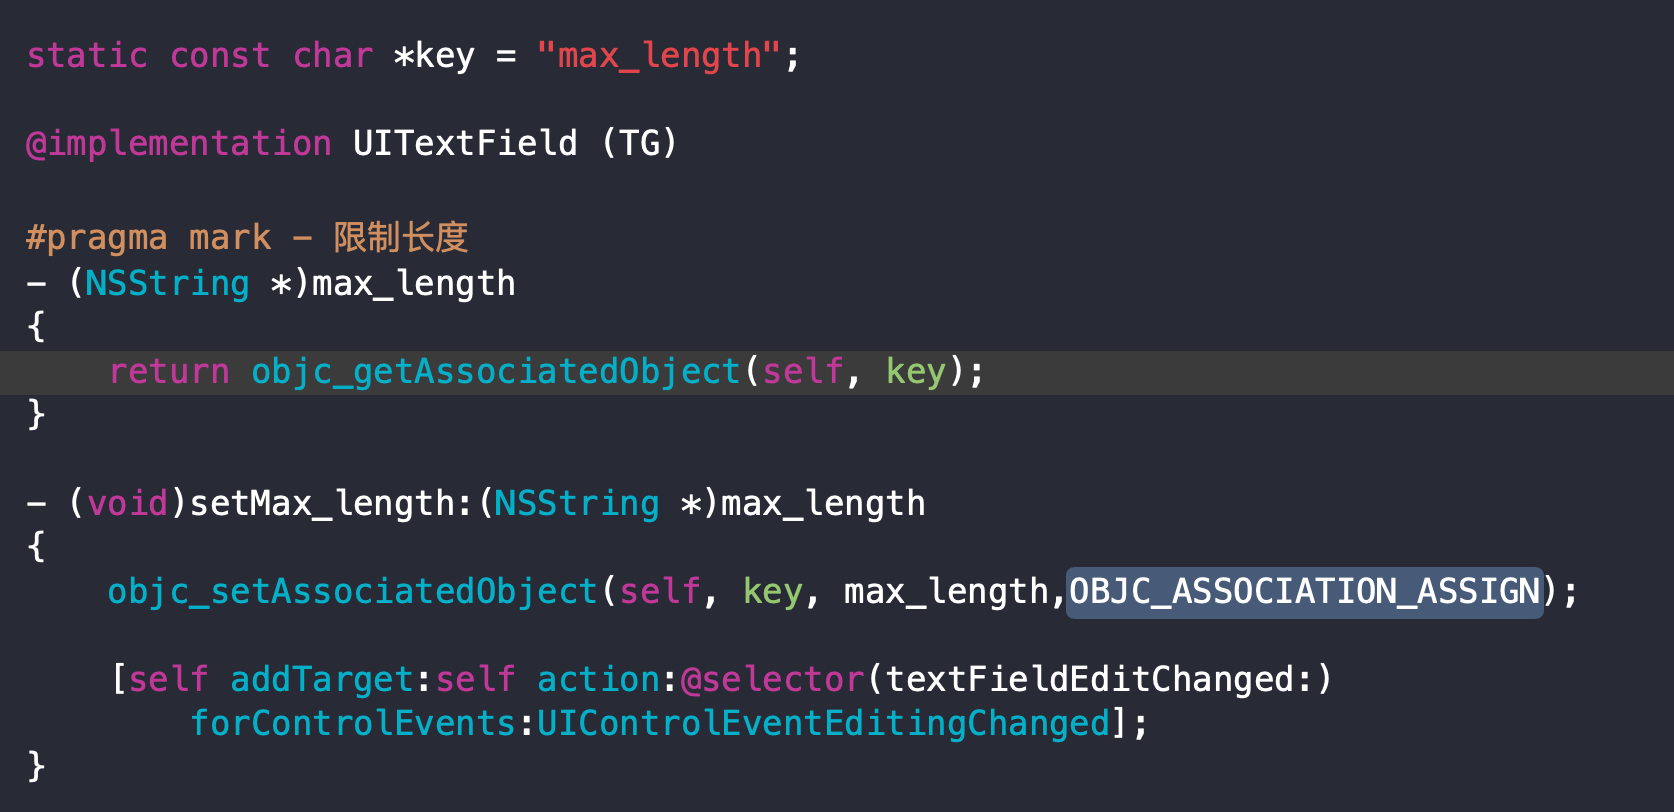 static const char *key = "max_length";
@implementation UITextField (TG)
#pragma mark - 限制长度
- (NSString *)max_length
{
    return objc_getAssociatedObject(self, key);
}
- (void)setMax_length:(NSString *)max_length
{
    objc_setAssociatedObject(self, key, max_length,OBJC_ASSOCIATION_ASSIGN);
    [self addTarget:self action:@selector(textFieldEditChanged:)
        forControlEvents:UIControlEventEditingChanged];
}